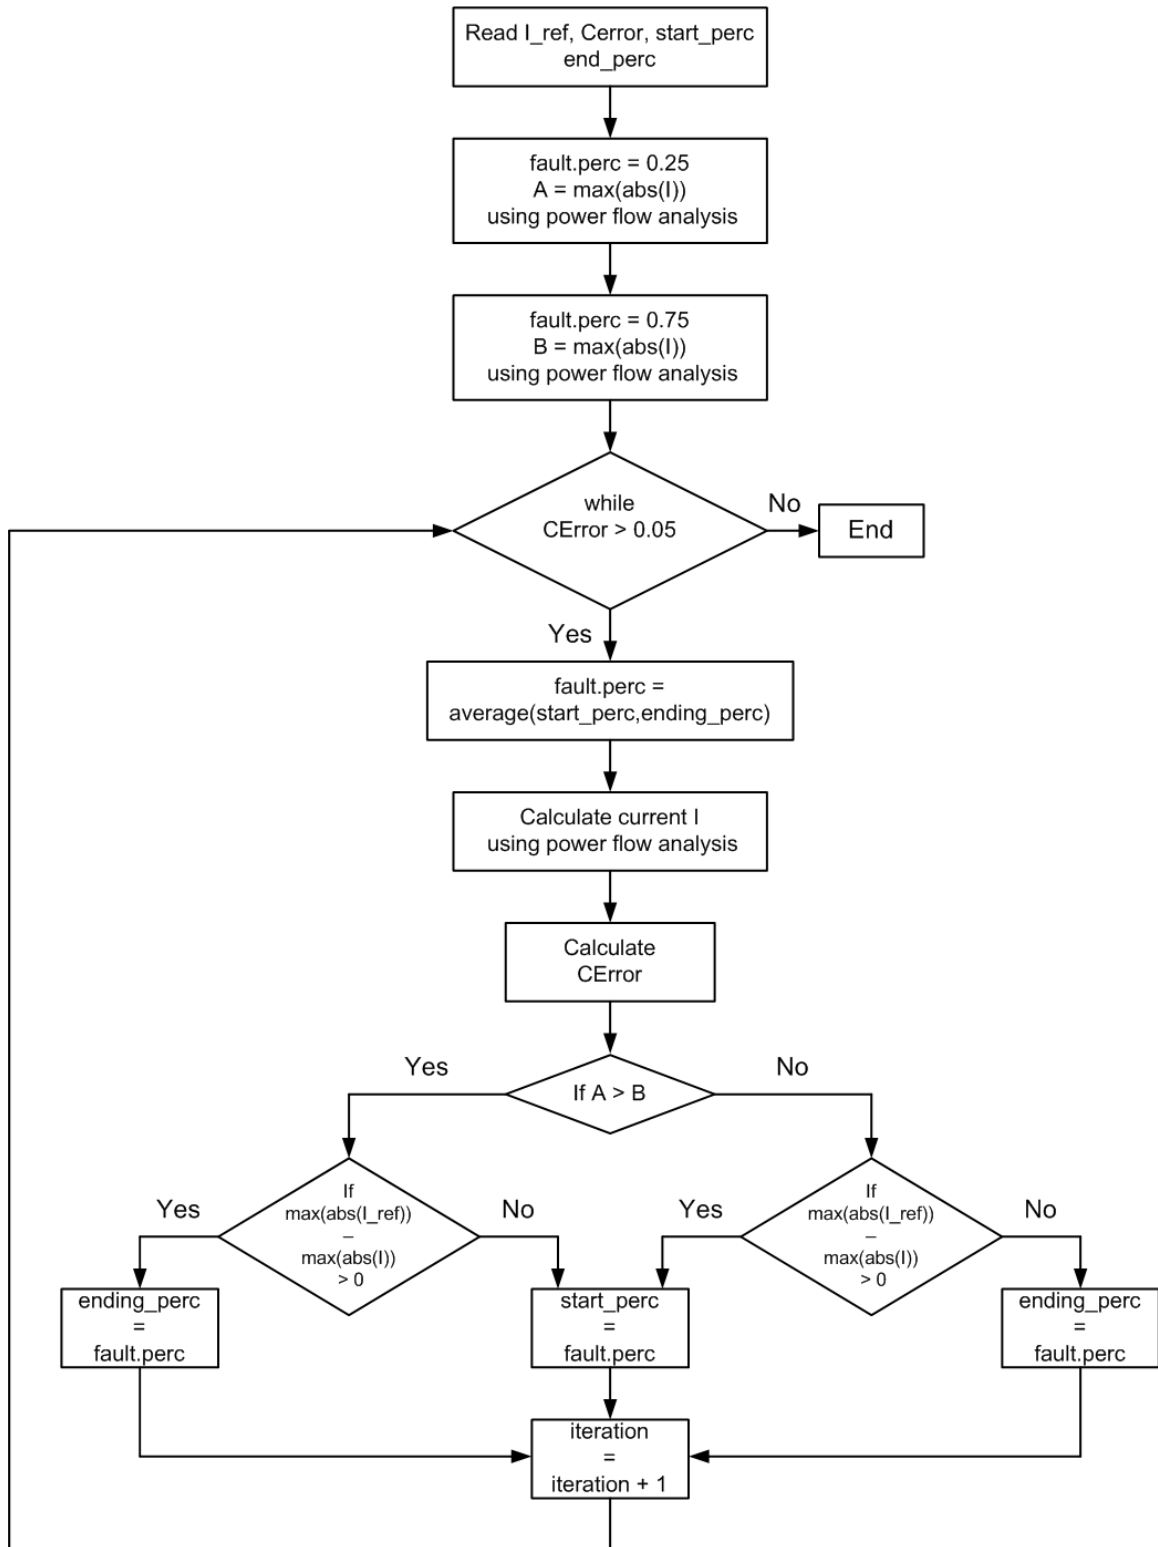 Read I_ref, Cerror, start_perc
end_perc
fault.perc = 0.25
A = max(abs(I))
using power flow analysis
fault.perc = 0.75
B = max(abs(I))
using power flow analysis
while
CError > 0.05
No
End
Yes
fault.perc =
average(start_perc,ending_perc)
Calculate current I
using power flow analysis
Calculate
CError
Yes
If A > B
No
Yes
If
max(abs(I_ref))
–
max(abs(I))
> 0
No
Yes
If
max(abs(I_ref))
–
max(abs(I))
> 0
No
ending_perc
=
fault.perc
start_perc
=
fault.perc
ending_perc
=
fault.perc
iteration
=
iteration + 1